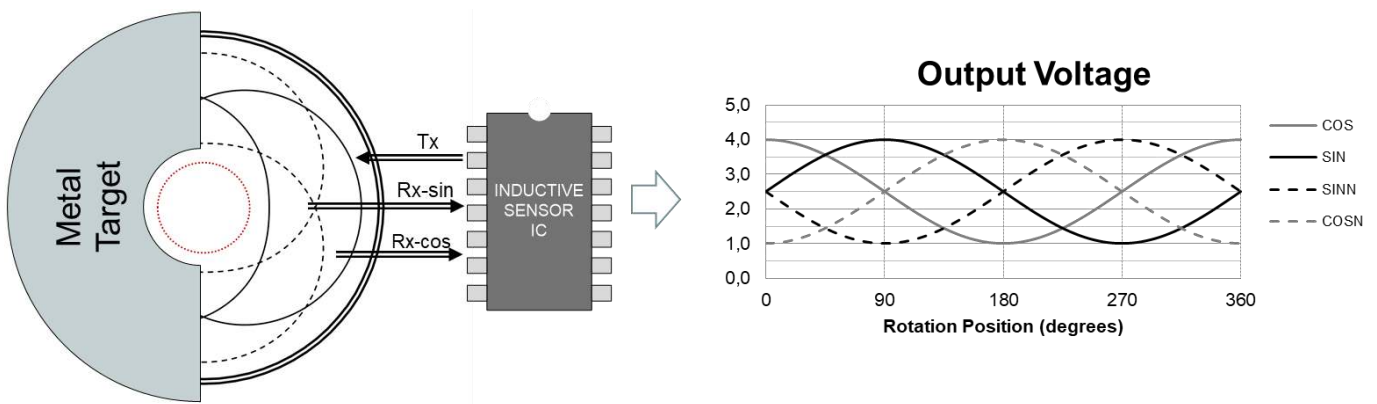 Metal
Target
Tx
Rx-sin
Rx-cos
INDUCTIVE
SENSOR
IC
Output Voltage
5,0
4,0
3,0
2,0
1,0
0,0
0 90 180 270 360
Rotation Position (degrees)
COS
SIN
SINN
COSN